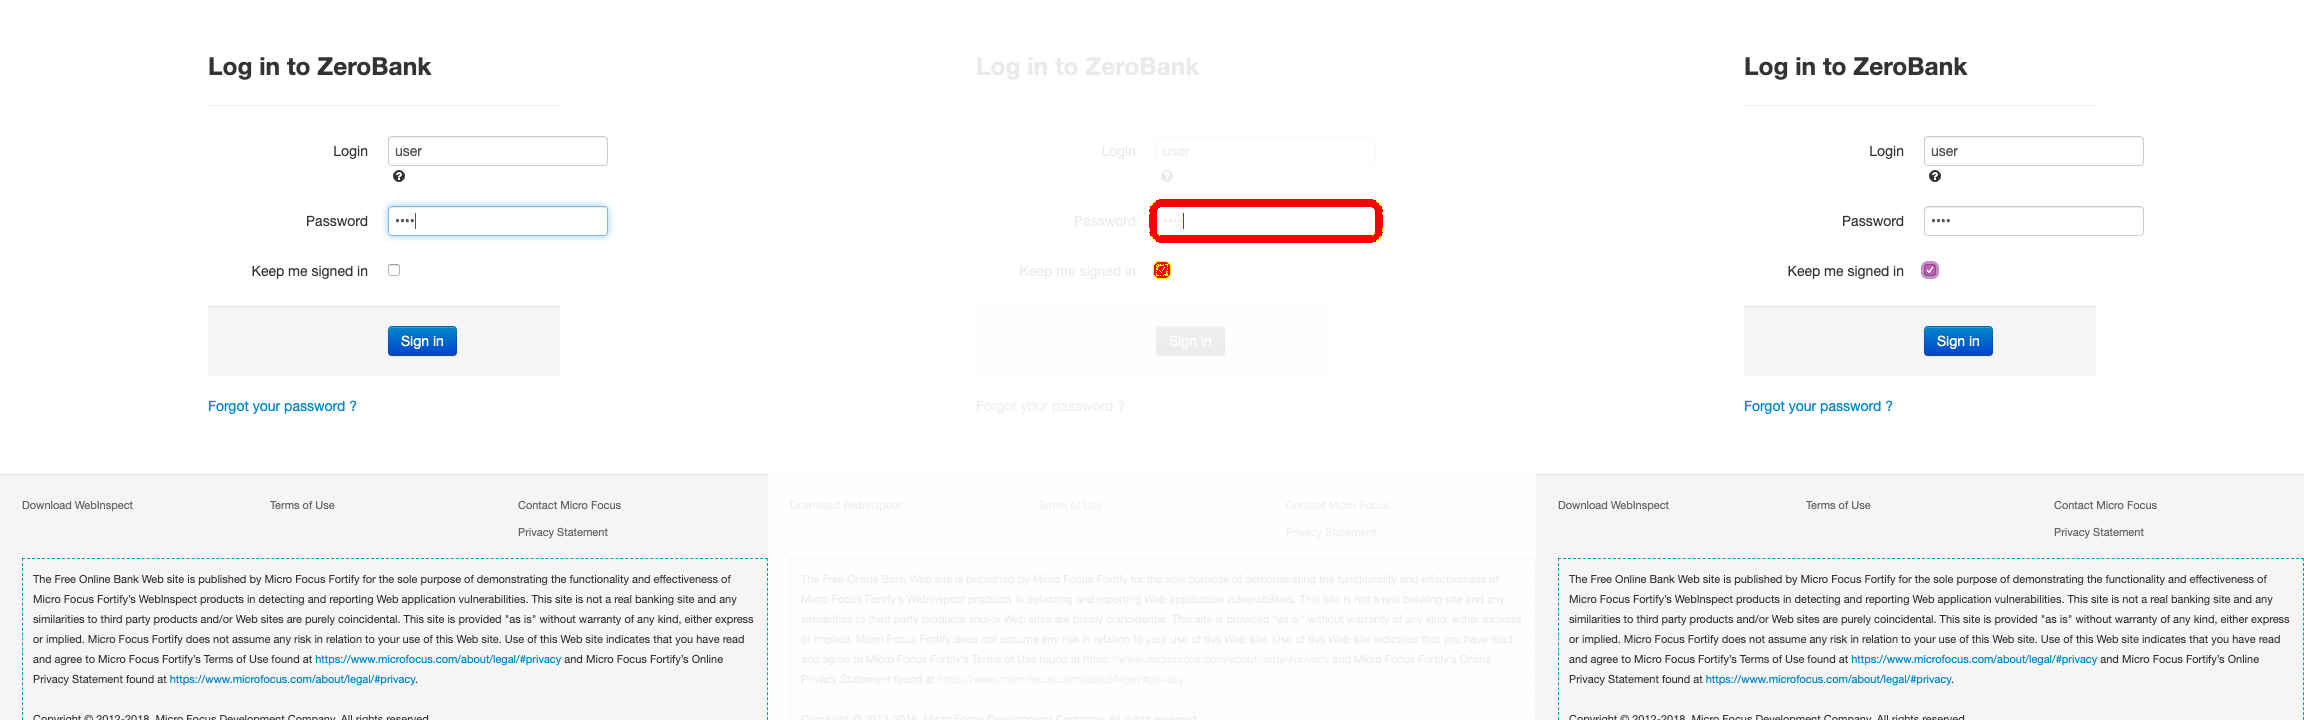 Log in to ZeroBank
Login user
Password ••••
Keep me signed in
Sign in
Forgot your password ?
Download WebInspect Terms of Use Contact Micro Focus
Privacy Statement
The Free Online Bank Web site is published by Micro Focus Fortify for the sole purpose of demonstrating the functionality and effectiveness of
Micro Focus Fortify's WebInspect products in detecting and reporting Web application vulnerabilities. This site is not a real banking site and any
similarities to third party products and/or Web sites are purely coincidental. This site is provided "as is" without warranty of any kind, either express
or implied. Micro Focus Fortify does not assume any risk in relation to your use of this Web site. Use of this Web site indicates that you have read
and agree to Micro Focus Fortify's Terms of Use found at https://www.microfocus.com/about/legal/#privacy and Micro Focus Fortify's Online
Privacy Statement found at https://www.microfocus.com/about/legal/#privacy.
Copyright © 2012-2018, Micro Focus Development Company. All rights reserved.
Log in to ZeroBank
Login user
Password ••••
Keep me signed in
Sign in
Forgot your password ?
Download WebInspect Terms of Use Contact Micro Focus
Privacy Statement
The Free Online Bank Web site is published by Micro Focus Fortify for the sole purpose of demonstrating the functionality and effectiveness of
Micro Focus Fortify's WebInspect products in detecting and reporting Web application vulnerabilities. This site is not a real banking site and any
similarities to third party products and/or Web sites are purely coincidental. This site is provided "as is" without warranty of any kind, either express
or implied. Micro Focus Fortify does not assume any risk in relation to your use of this Web site. Use of this Web site indicates that you have read
and agree to Micro Focus Fortify's Terms of Use found at https://www.microfocus.com/about/legal/#privacy and Micro Focus Fortify's Online
Privacy Statement found at https://www.microfocus.com/about/legal/#privacy.
Copyright © 2012-2018, Micro Focus Development Company. All rights reserved.
Log in to ZeroBank
Login user
Password ••••
Keep me signed in
Sign in
Forgot your password ?
Download WebInspect Terms of Use Contact Micro Focus
Privacy Statement
The Free Online Bank Web site is published by Micro Focus Fortify for the sole purpose of demonstrating the functionality and effectiveness of
Micro Focus Fortify's WebInspect products in detecting and reporting Web application vulnerabilities. This site is not a real banking site and any
similarities to third party products and/or Web sites are purely coincidental. This site is provided "as is" without warranty of any kind, either express
or implied. Micro Focus Fortify does not assume any risk in relation to your use of this Web site. Use of this Web site indicates that you have read
and agree to Micro Focus Fortify's Terms of Use found at https://www.microfocus.com/about/legal/#privacy and Micro Focus Fortify's Online
Privacy Statement found at https://www.microfocus.com/about/legal/#privacy.
Copyright © 2012-2018, Micro Focus Development Company. All rights reserved.